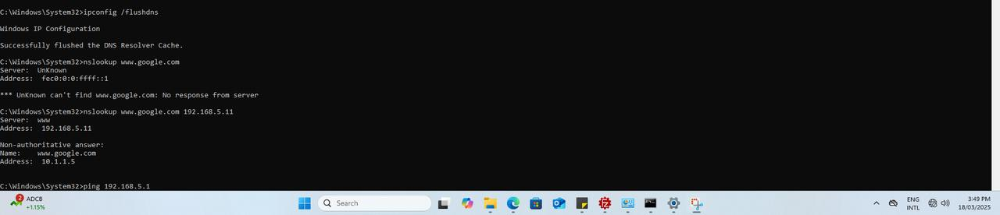 C:\Windows\System32>ipconfig /flushdns
Windows IP Configuration
Successfully flushed the DNS Resolver Cache.
C:\Windows\System32>nslookup www.google.com
Server:  UnKnown
Address:  fec0:0:0:ffff::1
*** UnKnown can't find www.google.com: No response from server
C:\Windows\System32>nslookup www.google.com 192.168.5.11
Server:  www
Address:  192.168.5.11
Non-authoritative answer:
Name:    www.google.com
Address:  10.1.1.5
C:\Windows\System32>ping 192.168.5.1
2
ADCB
+1.15%
Search
ENG
INTL
3:49 PM
18/03/2025